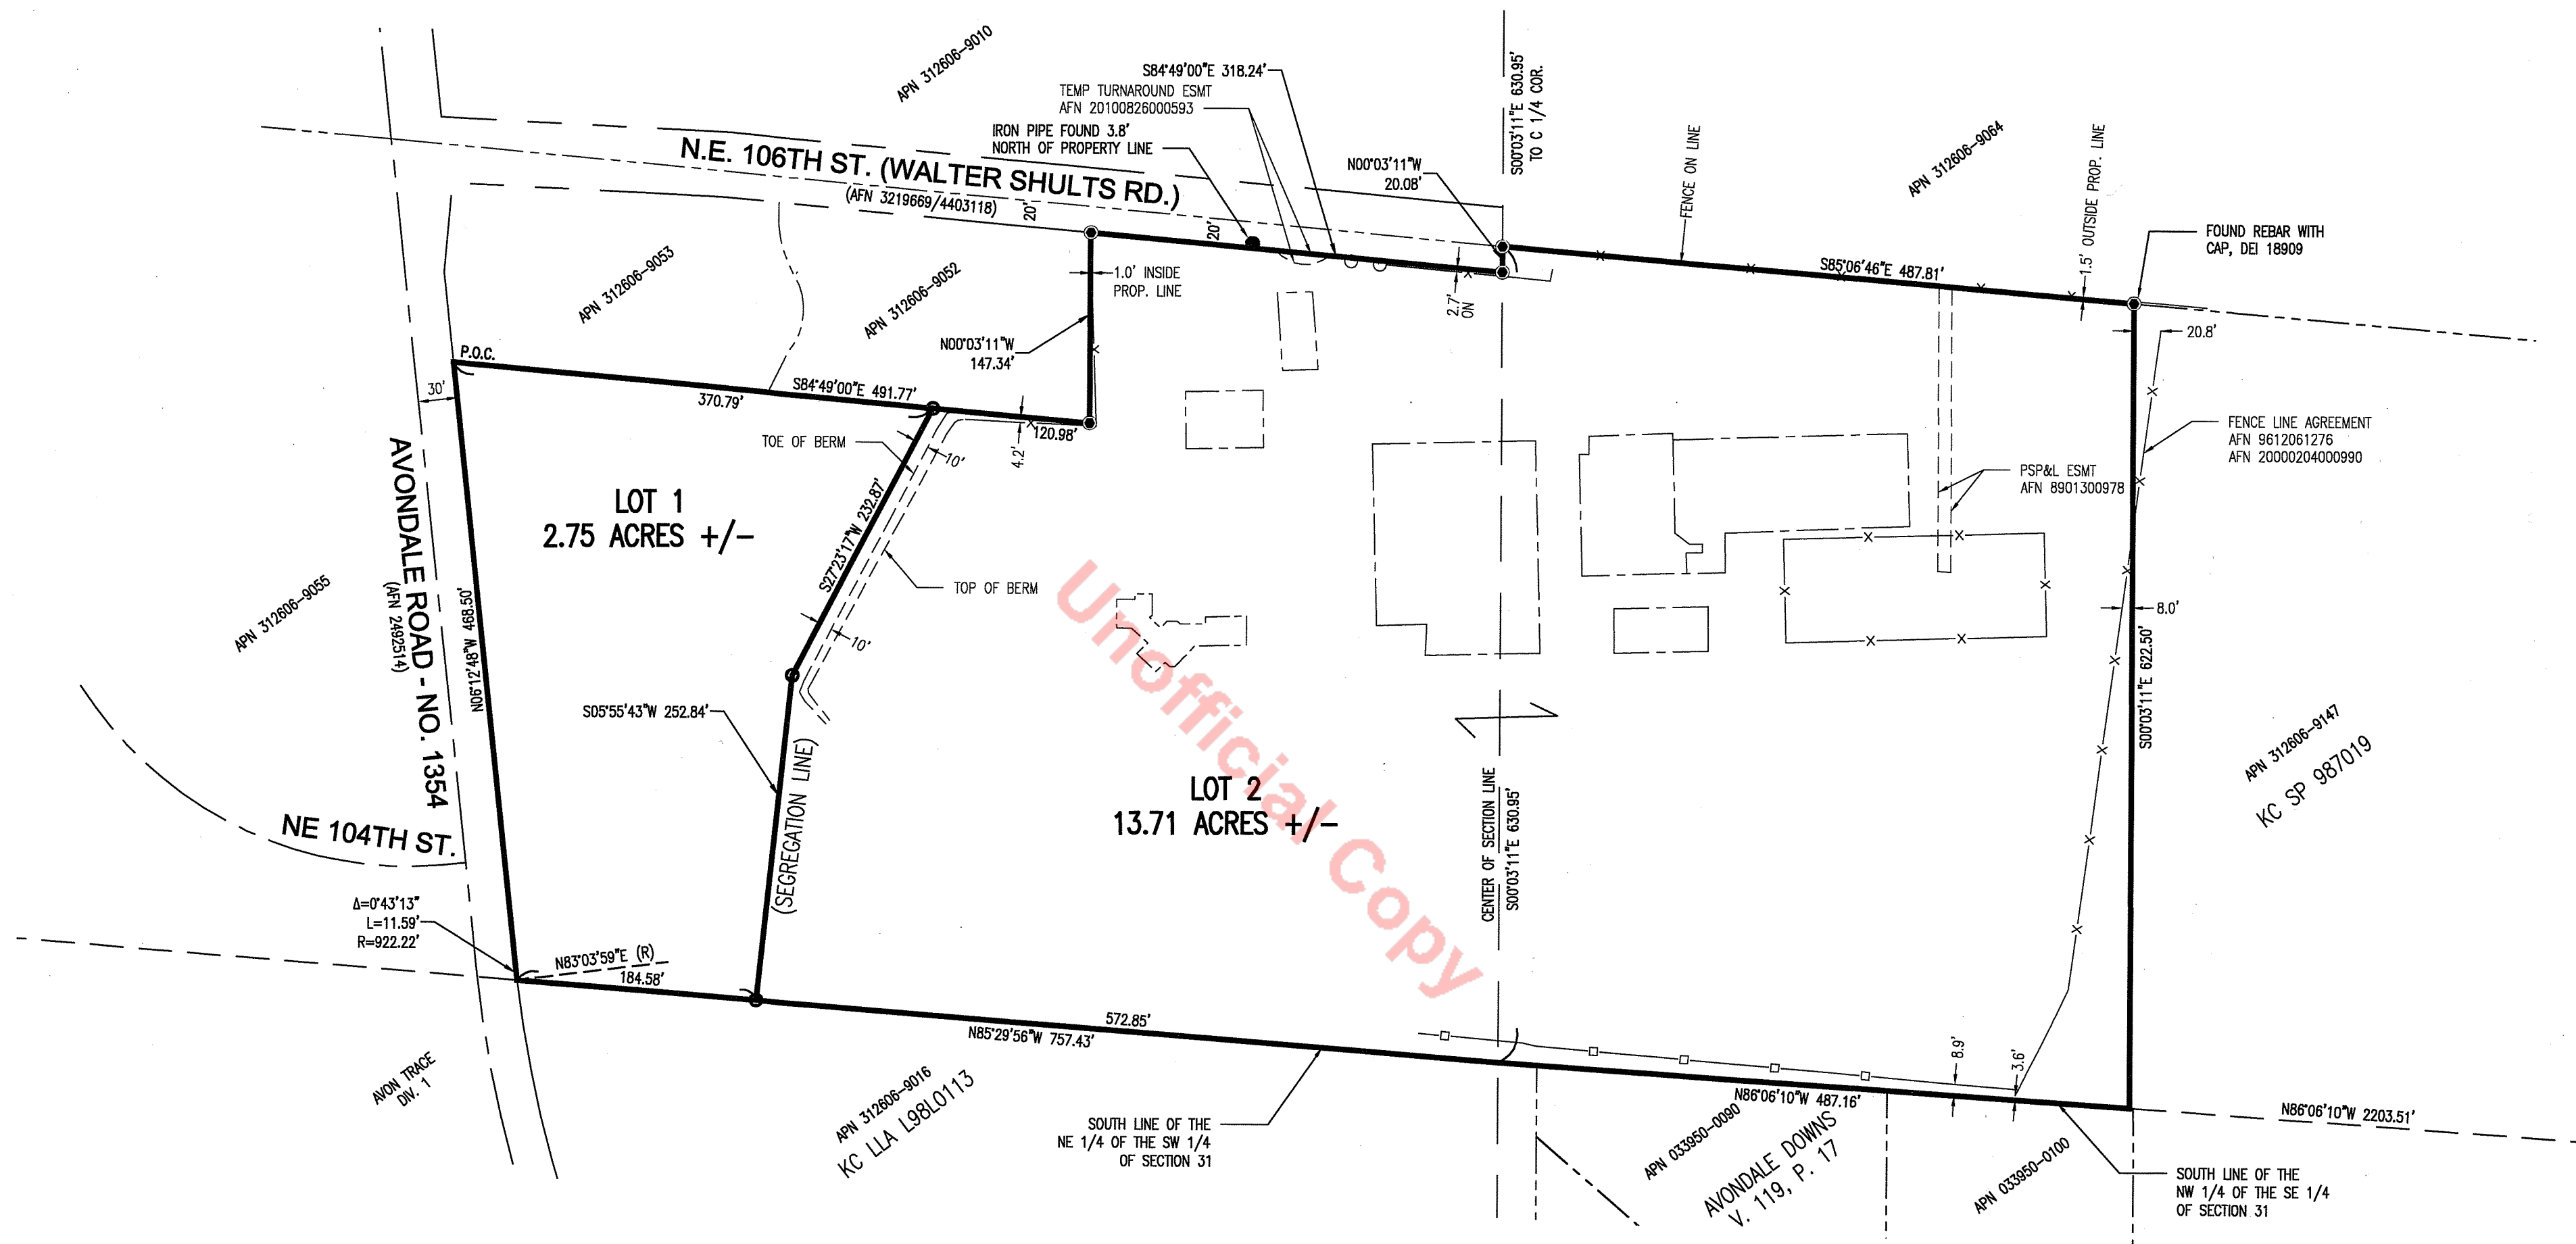 APN 312606-9010
S84°49'00"E 318.24'
TEMP TURNAROUND ESMT
AFN 20100826000593
IRON PIPE FOUND 3.8'
NORTH OF PROPERTY LINE
N.E. 106TH ST. (WALTER SHULTS RD.)
(AFN 3219669/4403118)
20'
20'
S00°03'11"E 630.95'
TO C 1/4 COR.
N00°03'11"W
20.08'
FENCE ON LINE
APN 312606-9064
1.5' OUTSIDE PROP. LINE
FOUND REBAR WITH
CAP, DEI 18909
S85°06'46"E 487.81'
20.8'
APN 312606-9053
APN 312606-9052
1.0' INSIDE
PROP. LINE
N00°03'11"W
147.34'
2.7'
ON
P.O.C.
30'
S84°49'00"E 491.77'
370.79'
120.98'
4.2'
TOE OF BERM
10'
FENCE LINE AGREEMENT
AFN 9612061276
AFN 20000204000990
PSP&L ESMT
AFN 8901300978
LOT 1
2.75 ACRES +/-
S27°23'17"W 232.87'
TOP OF BERM
10'
AVONDALE ROAD - NO. 1354
(AFN 2492514)
N06°12'48"W 468.50'
APN 312606-9055
8.0'
S00°03'11"E 622.50'
S05°55'43"W 252.84'
(SEGREGATION LINE)
Unofficial Copy
LOT 2
13.71 ACRES +/-
CENTER OF SECTION LINE
S00°03'11"E 630.95'
APN 312606-9147
KC SP 987019
NE 104TH ST.
Δ=0°43'13"
L=11.59'
R=922.22'
N83°03'59"E (R)
184.58'
572.85'
N85°29'56"W 757.43'
8.9'
3.6'
N86°06'10"W 487.16'
N86°06'10"W 2203.51'
AVON TRACE
DIV. 1
APN 312606-9016
KC LLA L98L0113
SOUTH LINE OF THE
NE 1/4 OF THE SW 1/4
OF SECTION 31
APN 033950-0090
AVONDALE DOWNS
V. 119, P. 17
APN 033950-0100
SOUTH LINE OF THE
NW 1/4 OF THE SE 1/4
OF SECTION 31